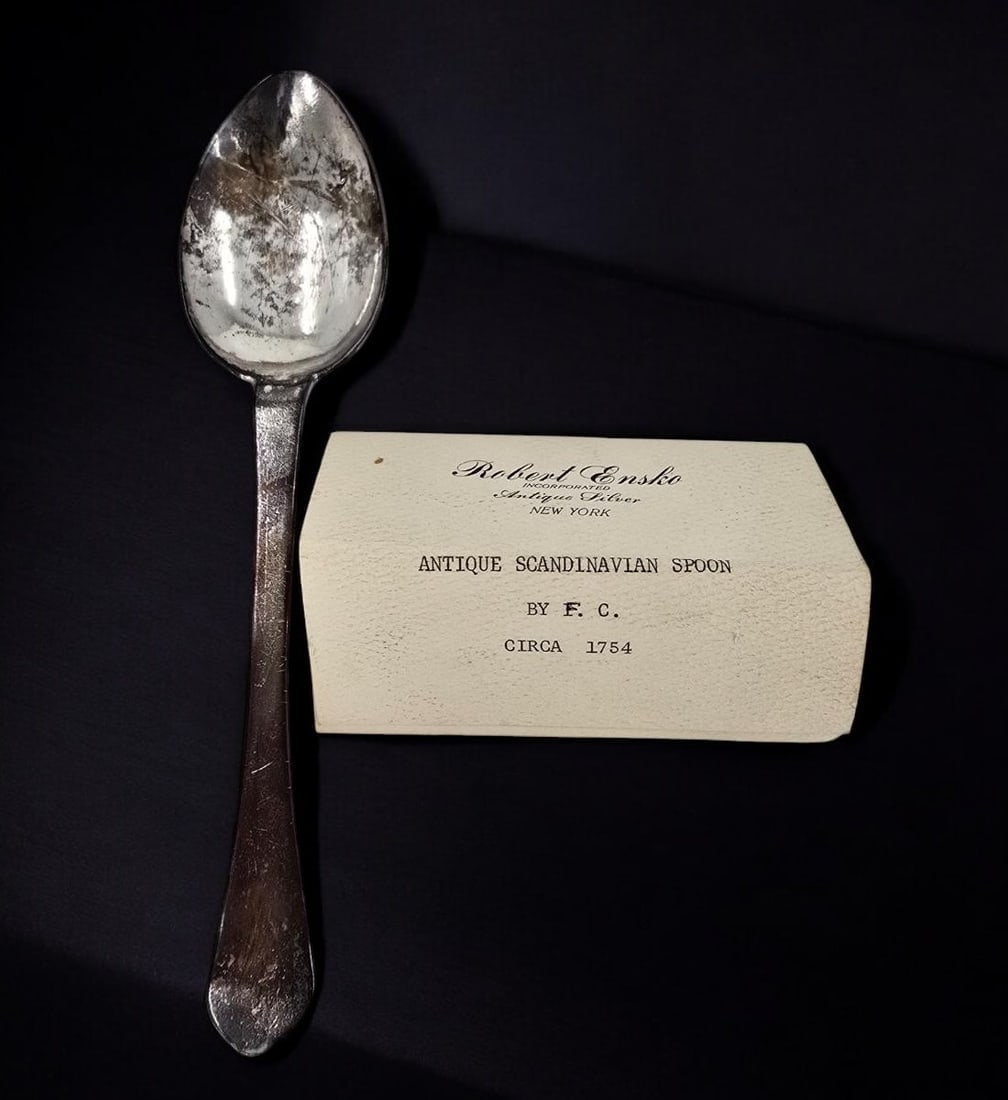 Robert Ensko
INCORPORATED
Antique Silver
NEW YORK
ANTIQUE SCANDINAVIAN SPOON
BY F. C.
CIRCA 1754